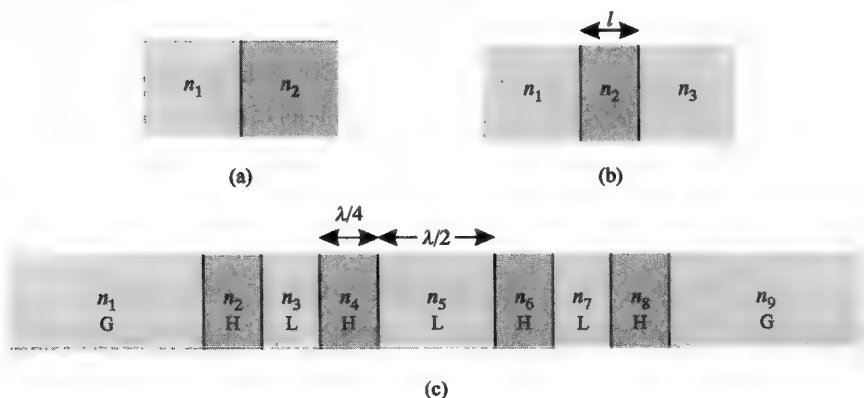 l
n₁ n₂
n₁ n₂ n₃
(a)
(b)
λ/4
λ/2
n₁ n₂ n₃ n₄ n₅ n₆ n₇ n₈ n₉
G H L H L H L H G
(c)